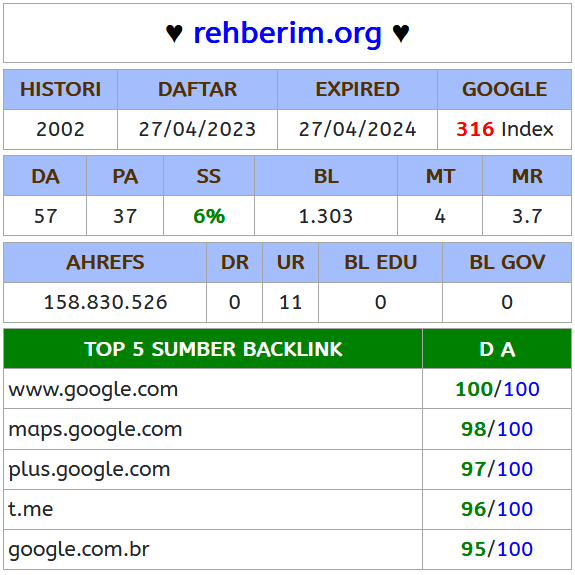 ♥ rehberim.org ♥
HISTORI DAFTAR EXPIRED GOOGLE
2002 27/04/2023 27/04/2024 316 Index
DA PA SS BL MT MR
57 37 6% 1.303 4 3.7
AHREFS DR UR BL EDU BL GOV
158.830.526 0 11 0 0
TOP 5 SUMBER BACKLINK D A
www.google.com 100/100
maps.google.com 98/100
plus.google.com 97/100
t.me 96/100
google.com.br 95/100